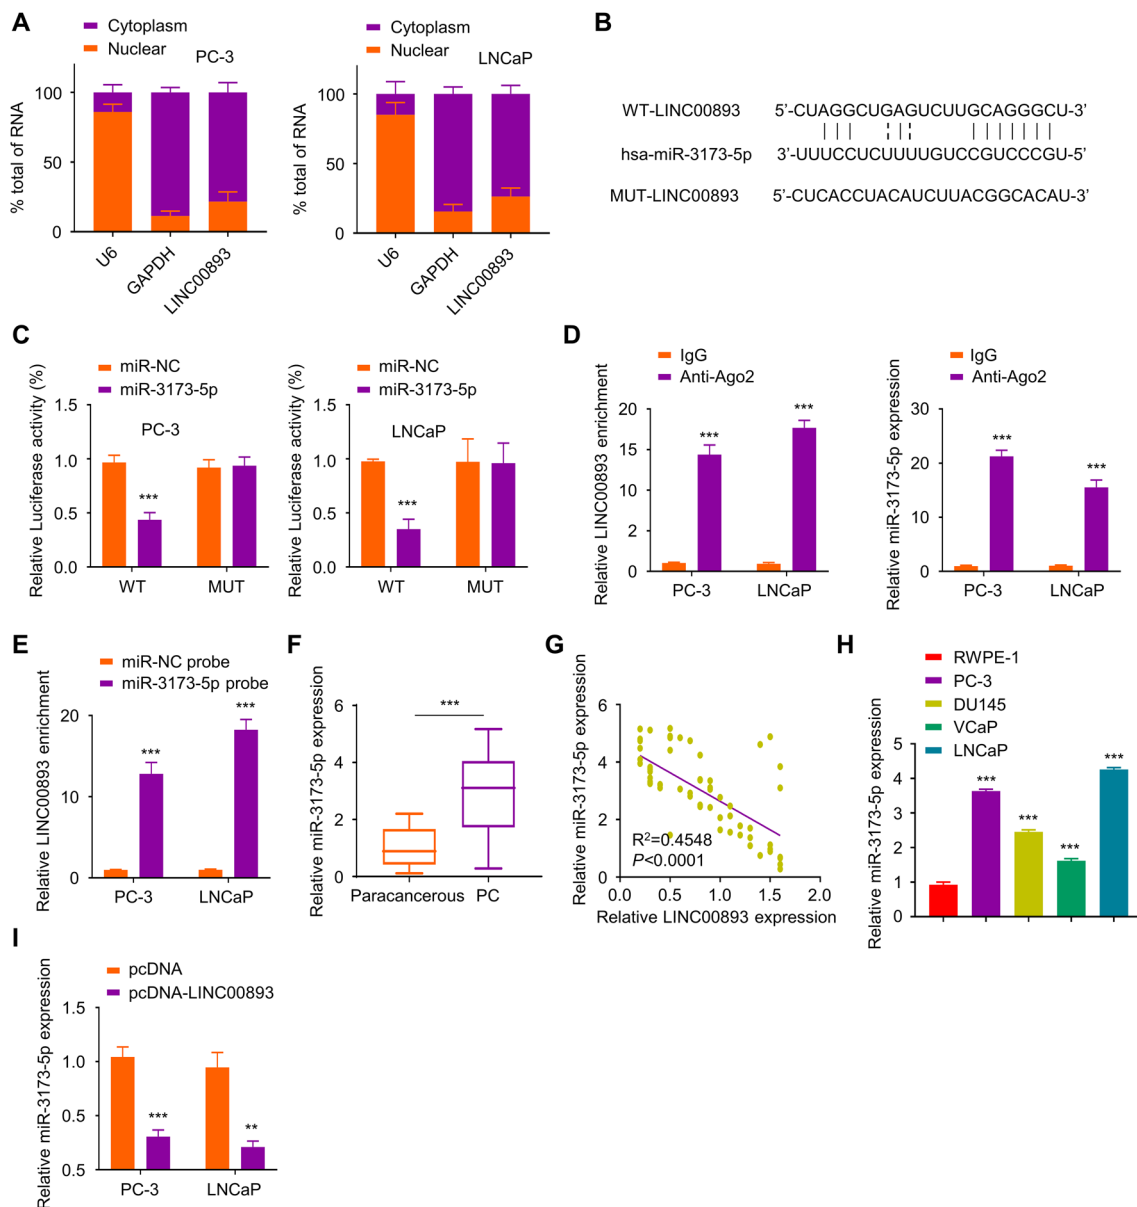 A
Cytoplasm
Nuclear
PC-3
% total of RNA
100
50
0
U6
GAPDH
LINC00893
Cytoplasm
Nuclear
LNCaP
% total of RNA
100
50
0
U6
GAPDH
LINC00893
B
WT-LINC00893 5'-CUAGGCUGAGUCUUGCAGGGCU-3'
hsa-miR-3173-5p 3'-UUUCCUCUUUUGUCCGUCCCGU-5'
MUT-LINC00893 5'-CUCACCUACAUCUUACGGCACAU-3'
C
miR-NC
miR-3173-5p
Relative Luciferase activity (%)
1.5
1.0
0.5
0.0
PC-3
***
WT
MUT
miR-NC
miR-3173-5p
Relative Luciferase activity (%)
1.5
1.0
0.5
0.0
LNCaP
***
WT
MUT
D
IgG
Anti-Ago2
Relative LINC00893 enrichment
20
15
10
2
0
***
***
PC-3
LNCaP
IgG
Anti-Ago2
Relative miR-3173-5p expression
30
20
10
0
***
***
PC-3
LNCaP
E
miR-NC probe
miR-3173-5p probe
Relative LINC00893 enrichment
20
10
0
***
***
PC-3
LNCaP
F
Relative miR-3173-5p expression
6
4
2
0
***
Paracancerous
PC
G
Relative miR-3173-5p expression
6
4
2
0
R²=0.4548
P<0.0001
0.0
0.5
1.0
1.5
2.0
Relative LINC00893 expression
H
RWPE-1
PC-3
DU145
VCaP
LNCaP
Relative miR-3173-5p expression
5
4
3
2
1
0
***
***
***
***
I
pcDNA
pcDNA-LINC00893
Relative miR-3173-5p expression
1.5
1.0
0.5
0.5
***
**
PC-3
LNCaP